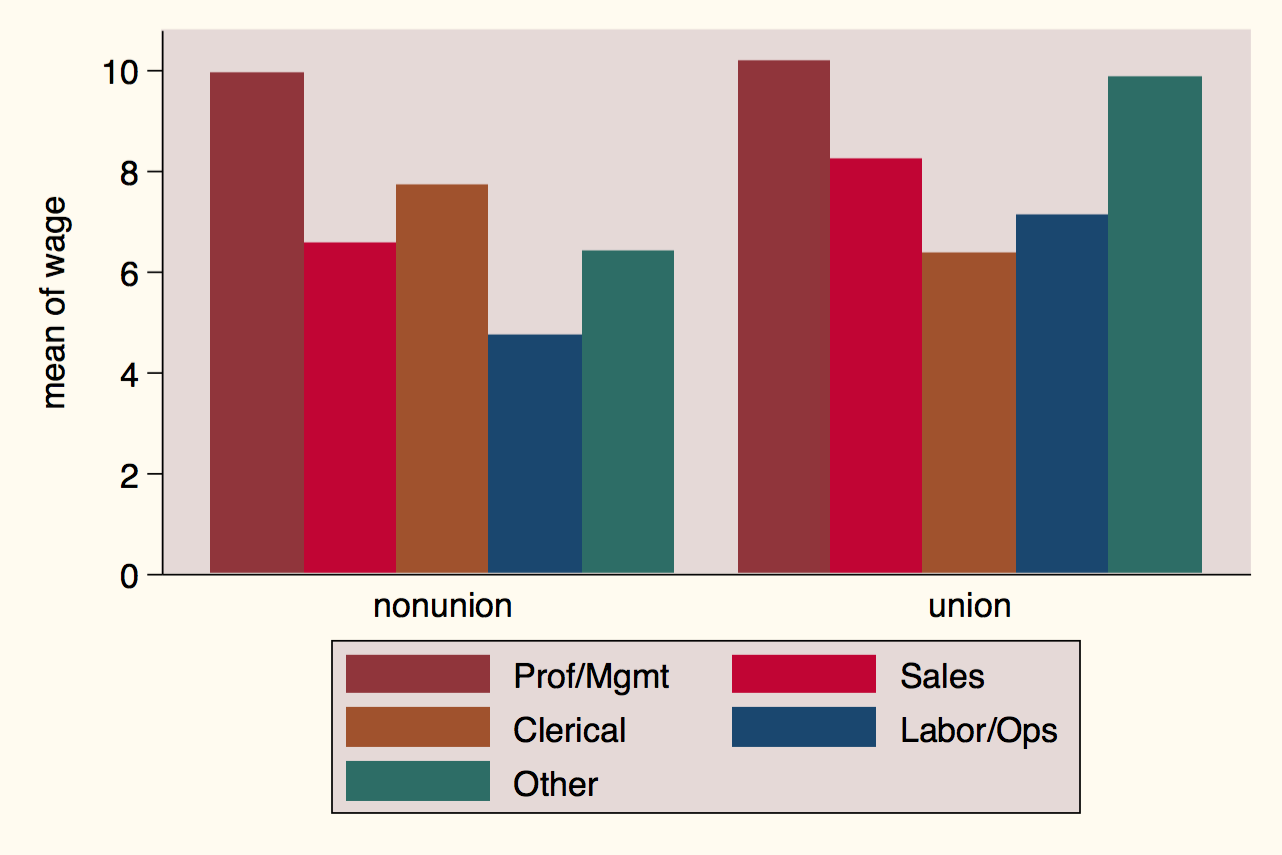 mean of wage
10
8
6
4
2
0
nonunion union
Prof/Mgmt Sales
Clerical Labor/Ops
Other